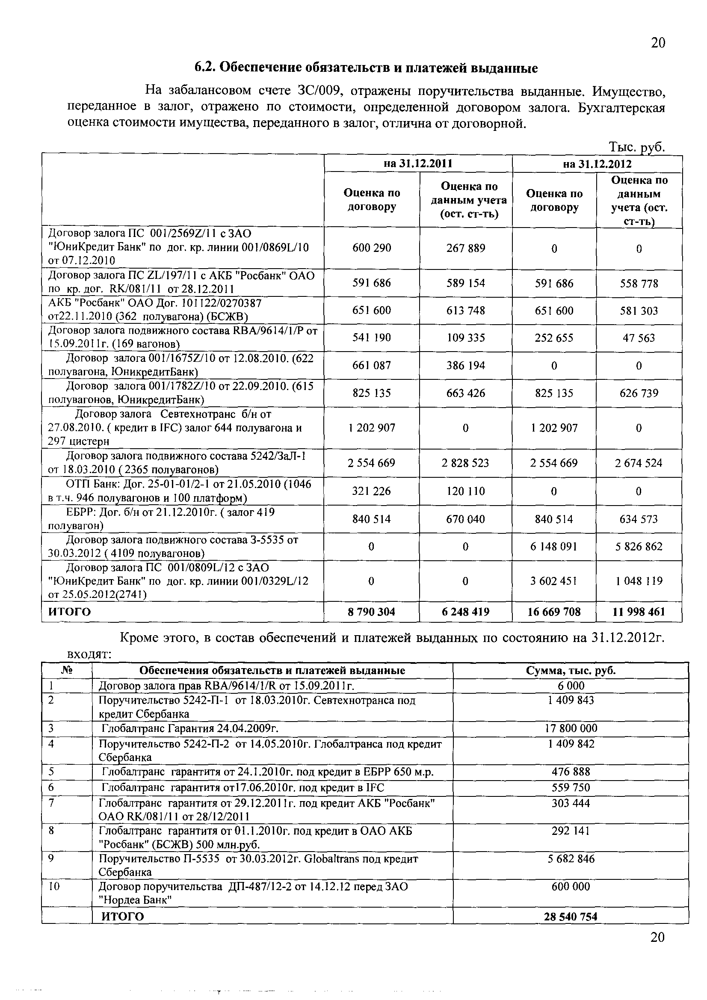 20
6.2. Обеспечение обязательств и платежей выданные
На забалансовом счете ЗС/009, отражены поручительства выданные. Имущество,
переданное в залог, отражено по стоимости, определенной договором залога. Бухгалтерская
оценка стоимости имущества, переданного в залог, отлична от договорной.
Тыс. руб.
на 31.12.2011 на 31.12.2012
Оценка по договору
Оценка по данным учета (ост. ст-ть)
Оценка по договору
Оценка по данным учета (ост. ст-ть)
Договор залога ПС 001/2569Z/11 с ЗАО
"ЮниКредит Банк" по дог. кр. линии 001/0869L/10
от 07.12.2010
600 290 267 889 0 0
Договор залога ПС ZL/197/11 с АКБ "Росбанк" ОАО
по кр. дог. RK/081/11 от 28.12.2011
591 686 589 154 591 686 558 778
АКБ "Росбанк" ОАО Дог. 101122/0270387
от22.11.2010 (362 полувагона) (БСЖВ)
651 600 613 748 651 600 581 303
Договор залога подвижного состава RBA/9614/1/P от
15.09.2011г. (169 вагонов)
541 190 109 335 252 655 47 563
Договор залога 001/1675Z/10 от 12.08.2010. (622
полувагона, ЮникредитБанк)
661 087 386 194 0 0
Договор залога 001/1782Z/10 от 22.09.2010. (615
полувагонов, ЮникредитБанк)
825 135 663 426 825 135 626 739
Договор залога Севтехнотранс б/н от
27.08.2010. ( кредит в IFC) залог 644 полувагона и
297 цистерн
1 202 907 0 1 202 907 0
Договор залога подвижного состава 5242/ЗаЛ-1
от 18.03.2010 ( 2365 полувагонов)
2 554 669 2 828 523 2 554 669 2 674 524
ОТП Банк: Дог. 25-01-01/2-1 от 21.05.2010 (1046
в т.ч. 946 полувагонов и 100 платформ)
321 226 120 110 0 0
ЕБРР: Дог. б/н от 21.12.2010г. ( залог 419
полувагон)
840 514 670 040 840 514 634 573
Договор залога подвижного состава З-5535 от
30.03.2012 ( 4109 полувагонов)
0 0 6 148 091 5 826 862
Договор залога ПС 001/0809L/12 с ЗАО
"ЮниКредит Банк" по дог. кр. линии 001/0329L/12
от 25.05.2012(2741)
0 0 3 602 451 1 048 119
ИТОГО 8 790 304 6 248 419 16 669 708 11 998 461
Кроме этого, в состав обеспечений и платежей выданных по состоянию на 31.12.2012г.
входят:
№ Обеспечения обязательств и платежей выданные Сумма, тыс. руб.
1 Договор залога прав RBA/9614/1/R от 15.09.2011г. 6 000
2 Поручительство 5242-П-1 от 18.03.2010г. Севтехнотранса под 1 409 843
кредит Сбербанка
3 Глобалтранс Гарантия 24.04.2009г. 17 800 000
4 Поручительство 5242-П-2 от 14.05.2010г. Глобалтранса под кредит 1 409 842
Сбербанка
5 Глобалтранс гарантитя от 24.1.2010г. под кредит в ЕБРР 650 м.р. 476 888
6 Глобалтранс гарантитя от17.06.2010г. под кредит в IFC 559 750
7 Глобалтранс гарантитя от 29.12.2011г. под кредит АКБ "Росбанк" 303 444
ОАО RK/081/11 от 28/12/2011
8 Глобалтранс гарантитя от 01.1.2010г. под кредит в ОАО АКБ 292 141
"Росбанк" (БСЖВ) 500 млн.руб.
9 Поручительство П-5535 от 30.03.2012г. Globaltrans под кредит 5 682 846
Сбербанка
10 Договор поручительства ДП-487/12-2 от 14.12.12 перед ЗАО 600 000
"Нордеа Банк"
ИТОГО 28 540 754
20